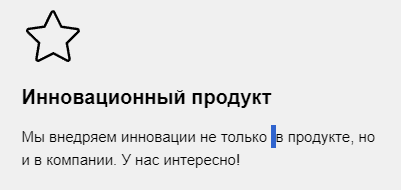 Инновационный продукт
Мы внедряем инновации не только в продукте, но
и в компании. У нас интересно!